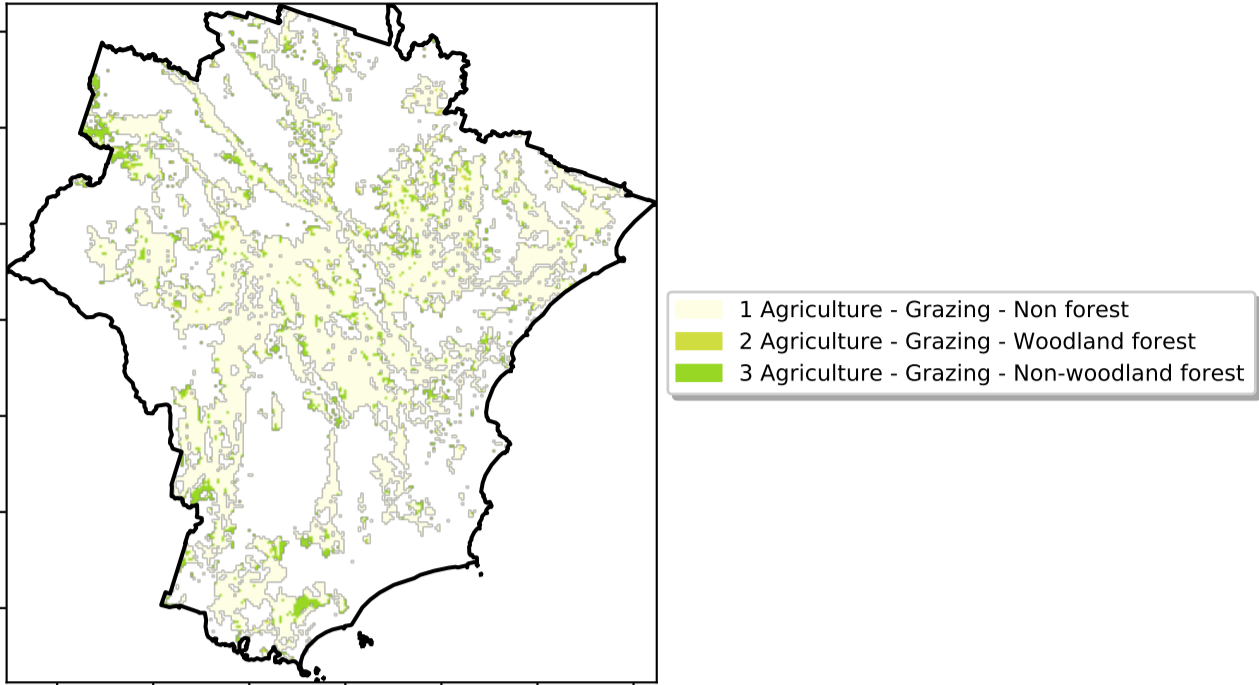 1 Agriculture - Grazing - Non forest
2 Agriculture - Grazing - Woodland forest
3 Agriculture - Grazing - Non-woodland forest